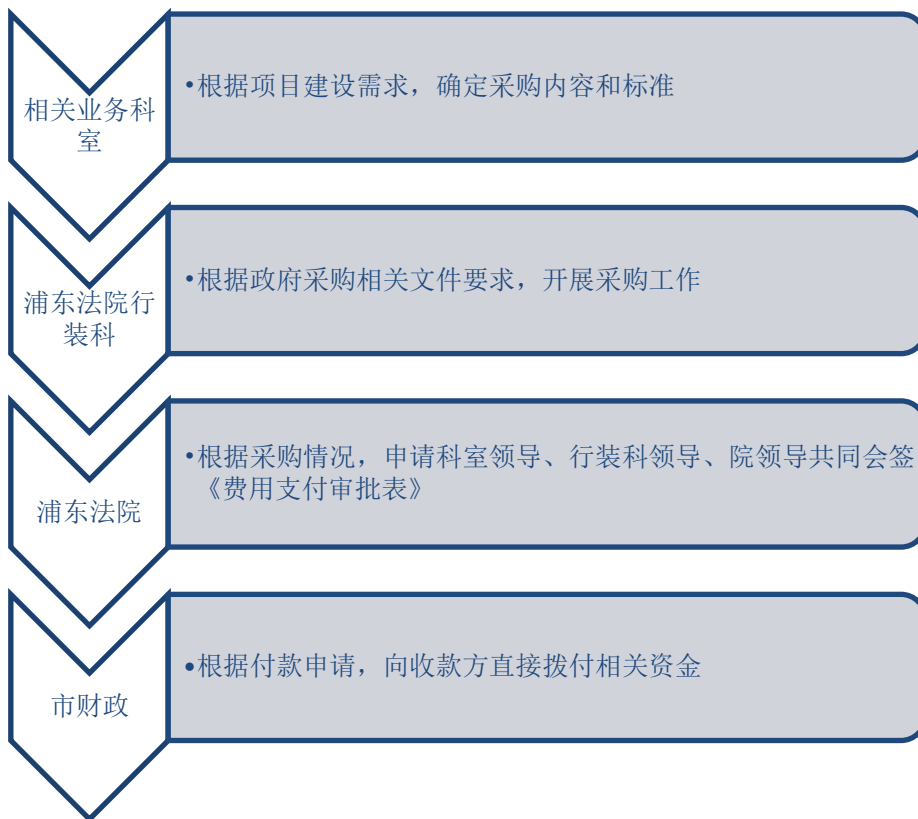 相关业务科
室
•根据项目建设需求，确定采购内容和标准
浦东法院行
装科
•根据政府采购相关文件要求，开展采购工作
浦东法院
•根据采购情况，申请科室领导、行装科领导、院领导共同会签
《费用支付审批表》
市财政
•根据付款申请，向收款方直接拨付相关资金